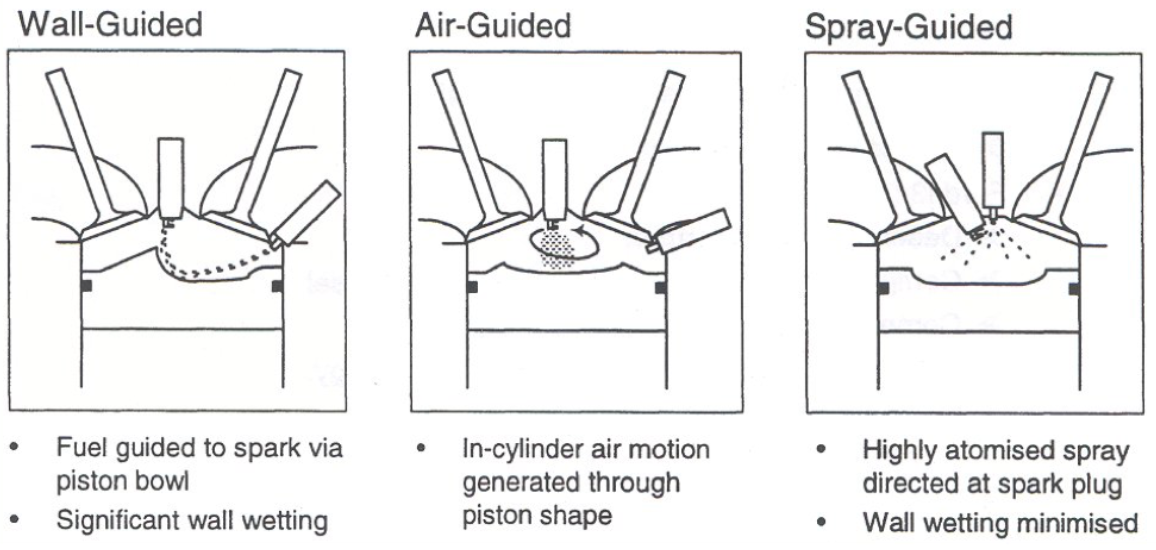 Wall-Guided
Air-Guided
Spray-Guided
• Fuel guided to spark via
piston bowl
• Significant wall wetting
• In-cylinder air motion
generated through
piston shape
• Highly atomised spray
directed at spark plug
• Wall wetting minimised